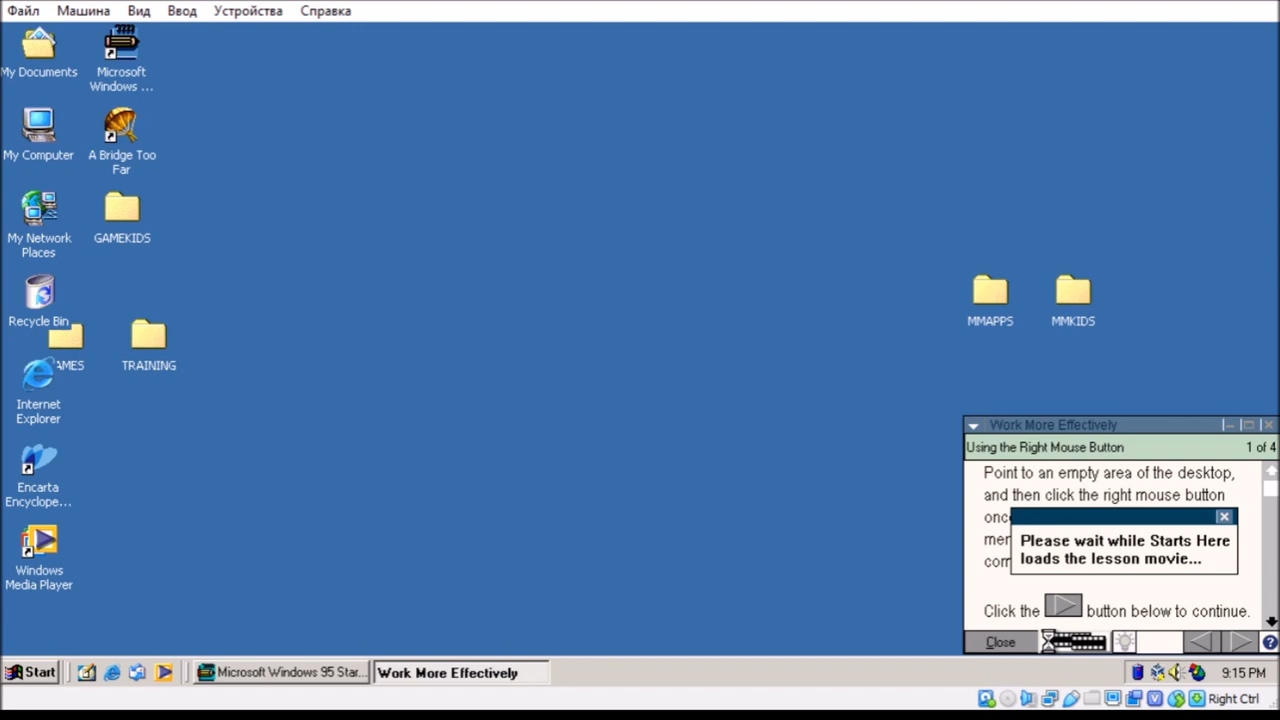 Файл Машина Вид Ввод Устройства Справка
My Documents
Microsoft
Windows ...
My Computer
A Bridge Too
Far
My Network
Places
GAMEKIDS
Recycle Bin
AMES
TRAINING
MMAPPS
MMKIDS
Internet
Explorer
Encarta
Encyclope...
Windows
Media Player
Work More Effectively
Using the Right Mouse Button 1 of 4
Point to an empty area of the desktop,
and then click the right mouse button
onc
mer
com
Please wait while Starts Here
loads the lesson movie...
Click the button below to continue.
Close
Start Microsoft Windows 95 Star... Work More Effectively 9:15 PM
Right Ctrl